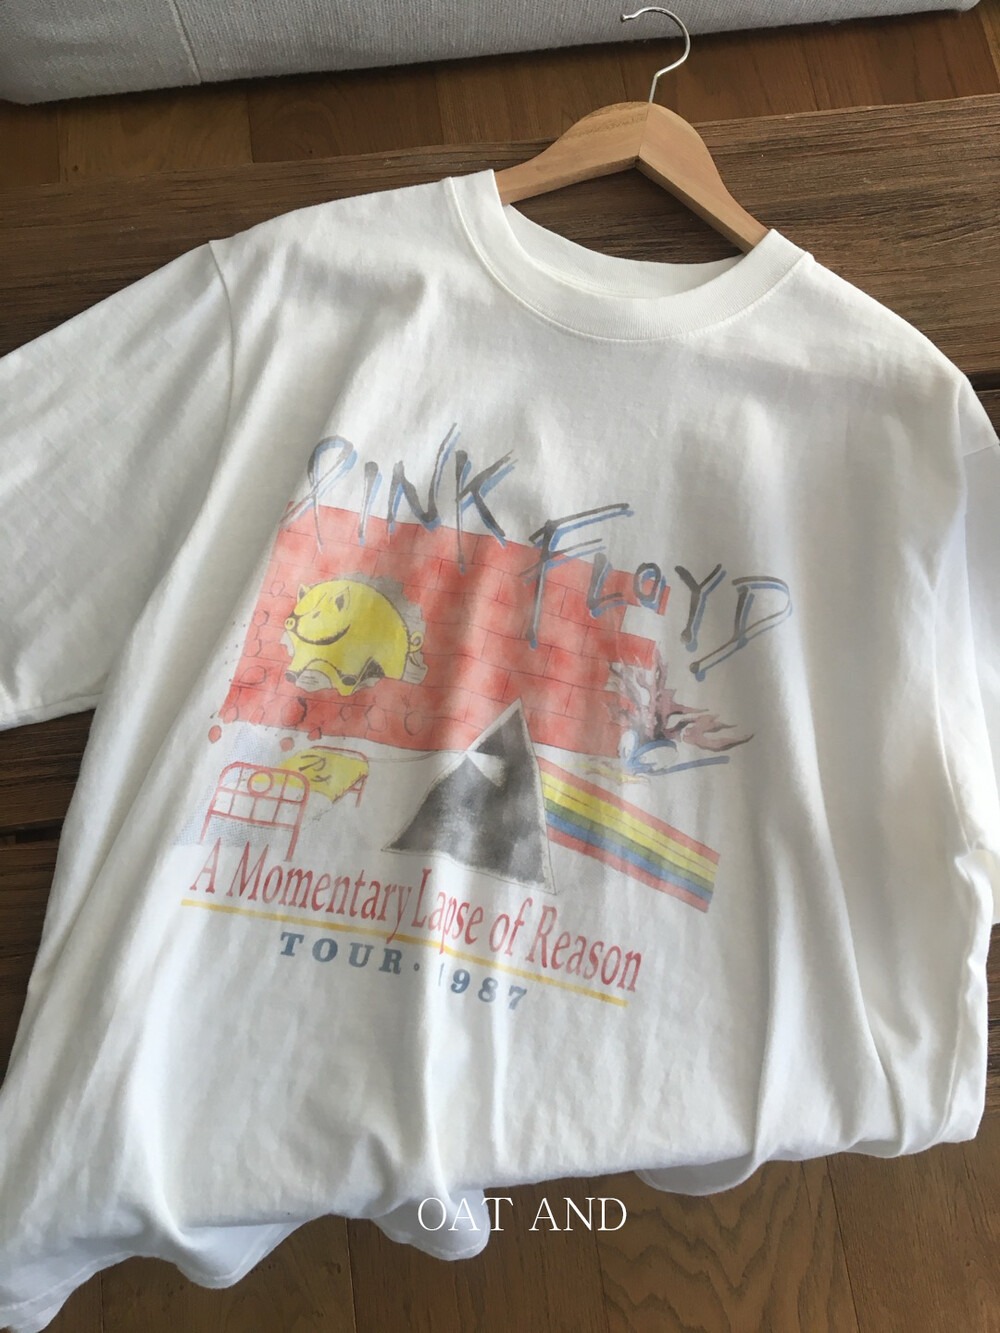 PINK FLOYD
A Momentary Lapse of Reason
TOUR · 1987
OAT AND